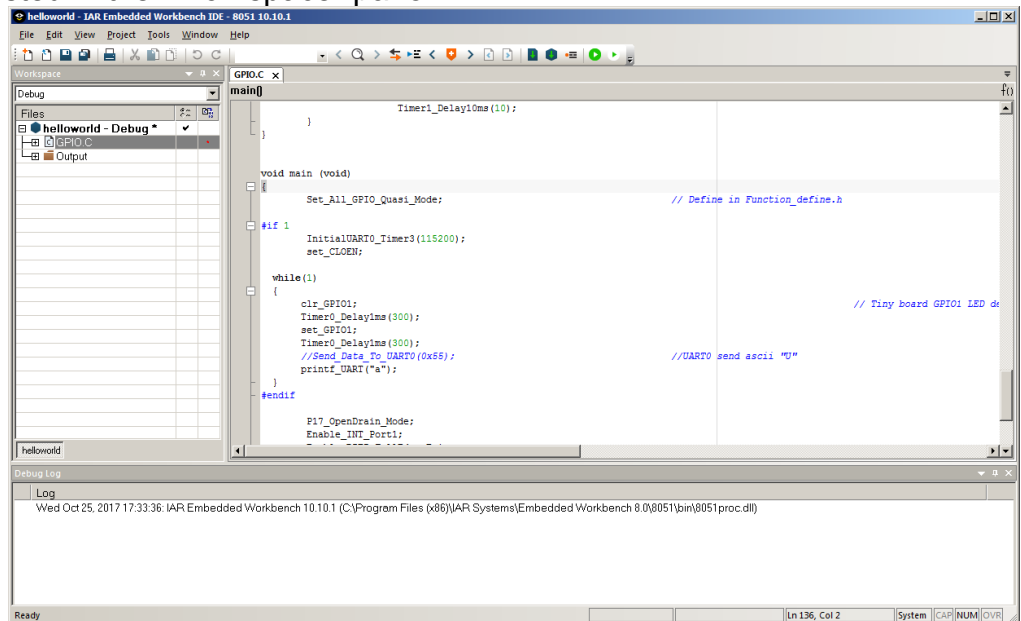 helloworld - IAR Embedded Workbench IDE - 8051 10.10.1
File Edit View Project Tools Window Help
Workspace
GPIO.C
Debug
main()
f()
Files
helloworld - Debug *
GPIO.C
Output
Timer1_Delay10ms(10);
}
}
void main (void)
{
Set_All_GPIO_Quasi_Mode; // Define in Function_define.h
#if 1
InitialUART0_Timer3(115200);
set_CLOEN;
while(1)
{
clr_GPIO1; // Tiny board GPIO1 LED de
Timer0_Delay1ms(300);
set_GPIO1;
Timer0_Delay1ms(300);
//Send_Data_To_UART0(0x55); //UART0 send ascii "U"
printf_UART("a");
}
#endif
P17_OpenDrain_Mode;
Enable_INT_Port1;
helloworld
Debug Log
Log
Wed Oct 25, 2017 17:33:36: IAR Embedded Workbench 10.10.1 (C:\Program Files (x86)\IAR Systems\Embedded Workbench 8.0\8051\bin\8051proc.dll)
Ready Ln 136, Col 2 System CAP NUM OVR